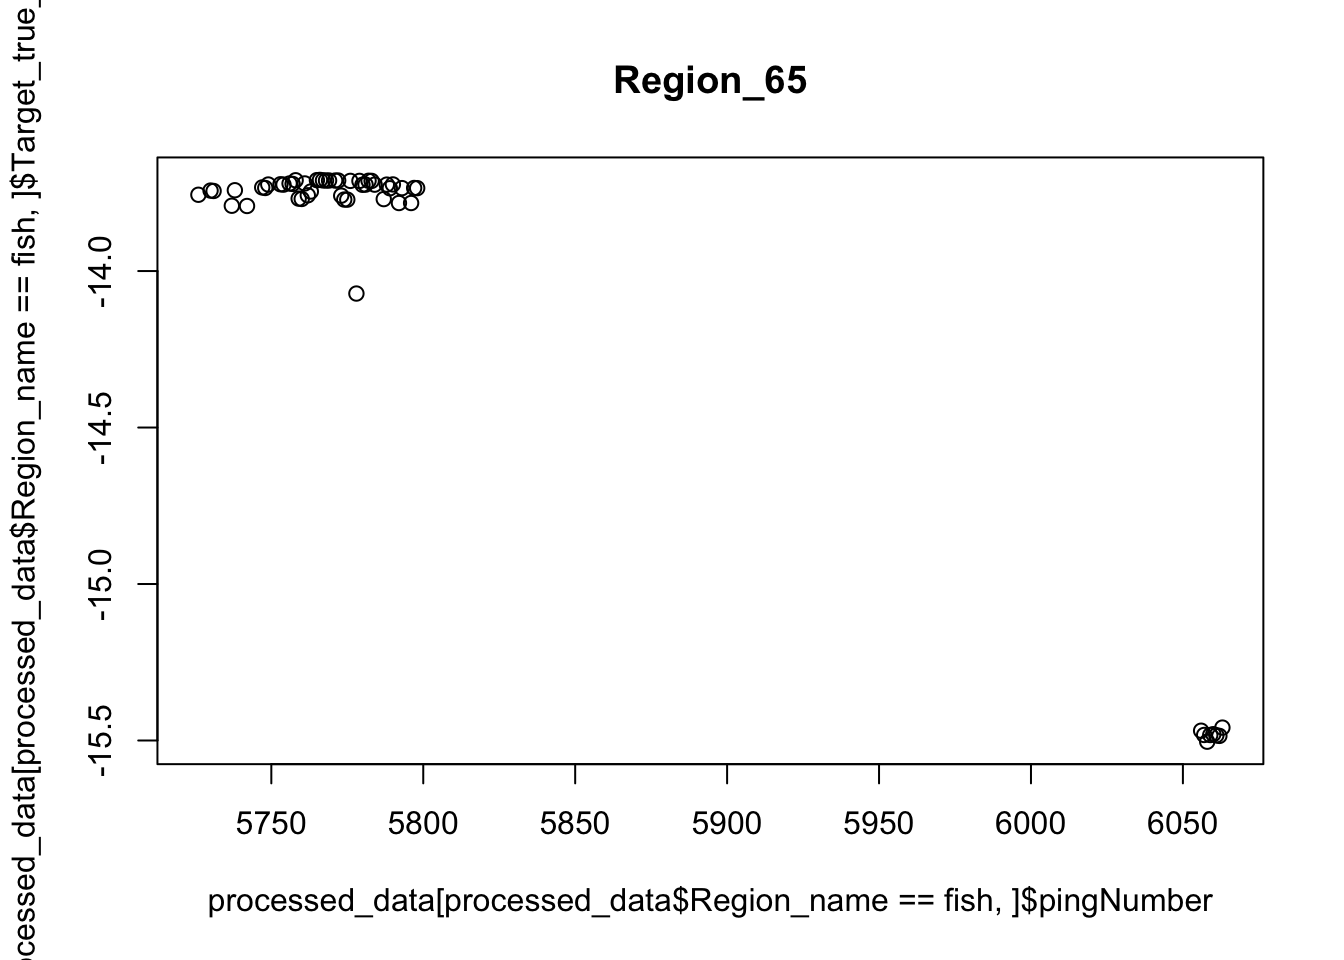 Region_65
cessed_data[processed_data$Region_name == fish, ]$Target_true_
-14.0
-14.5
-15.0
-15.5
5750 5800 5850 5900 5950 6000 6050
processed_data[processed_data$Region_name == fish, ]$pingNumber